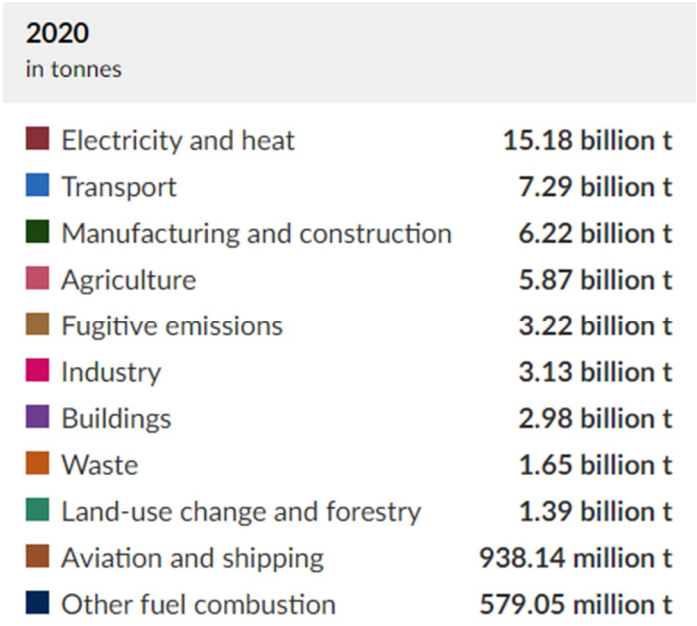 2020
in tonnes
Electricity and heat 15.18 billion t
Transport 7.29 billion t
Manufacturing and construction 6.22 billion t
Agriculture 5.87 billion t
Fugitive emissions 3.22 billion t
Industry 3.13 billion t
Buildings 2.98 billion t
Waste 1.65 billion t
Land-use change and forestry 1.39 billion t
Aviation and shipping 938.14 million t
Other fuel combustion 579.05 million t